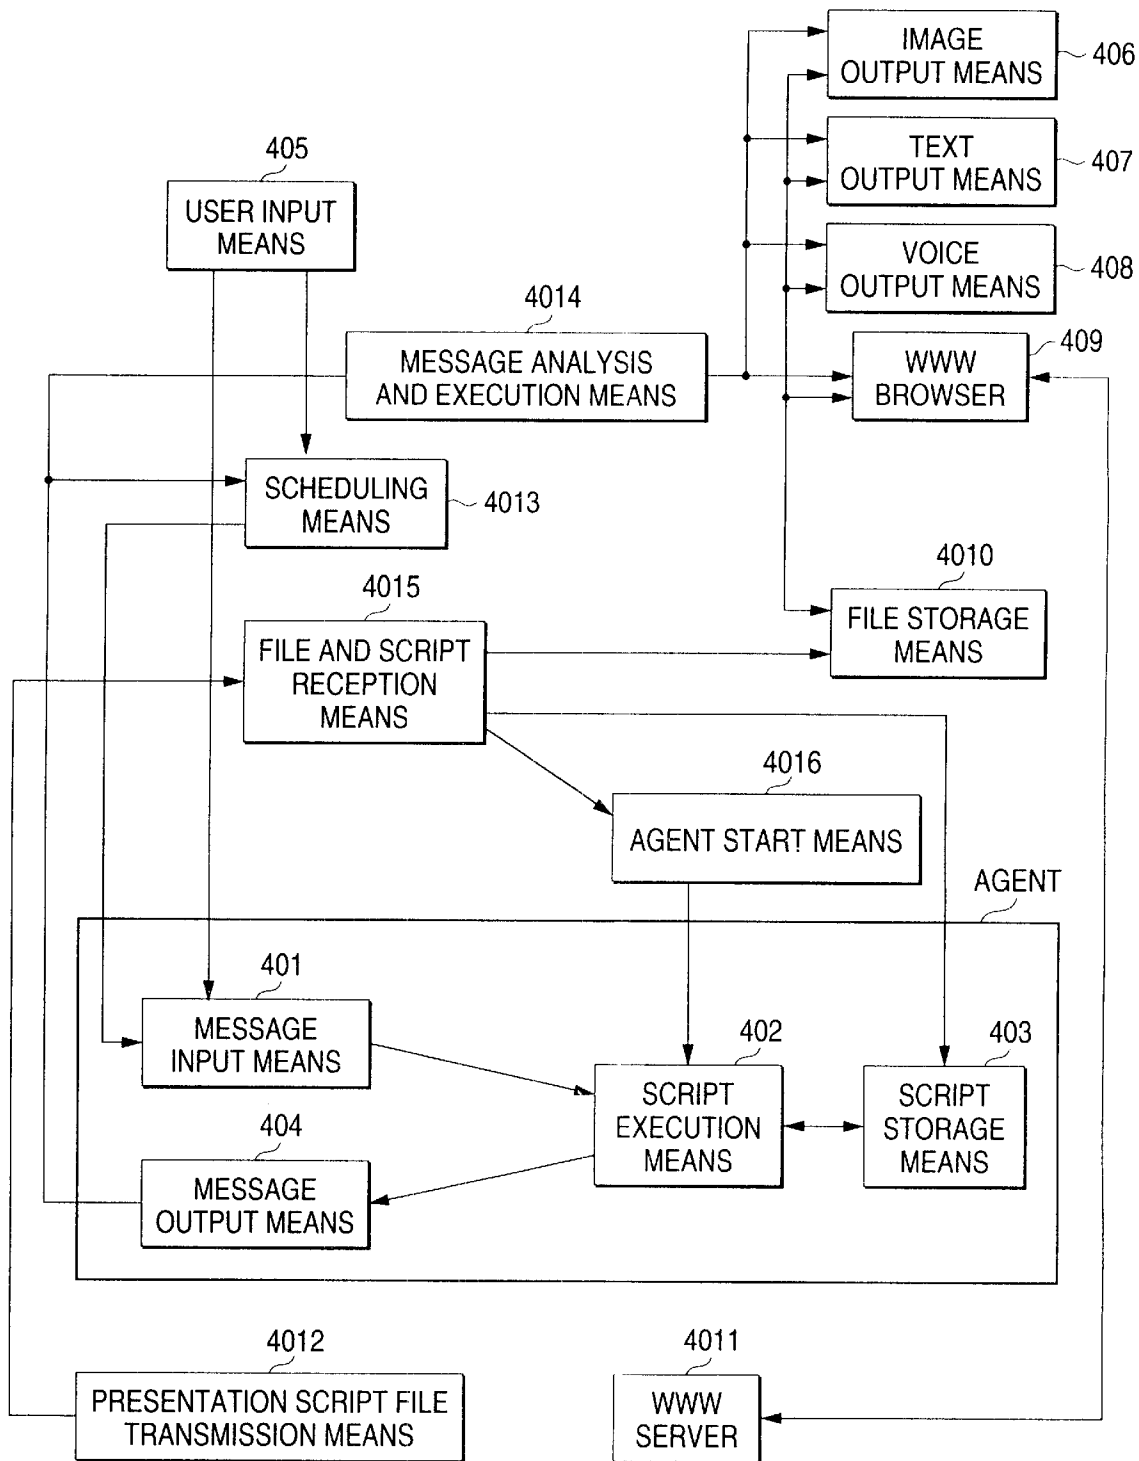 IMAGE
OUTPUT MEANS
406
TEXT
OUTPUT MEANS
407
405
USER INPUT
MEANS
VOICE
OUTPUT MEANS
408
4014
MESSAGE ANALYSIS
AND EXECUTION MEANS
409
WWW
BROWSER
SCHEDULING
MEANS
4013
4010
FILE STORAGE
MEANS
4015
FILE AND SCRIPT
RECEPTION
MEANS
4016
AGENT START MEANS
AGENT
401
MESSAGE
INPUT MEANS
402
SCRIPT
EXECUTION
MEANS
403
SCRIPT
STORAGE
MEANS
404
MESSAGE
OUTPUT MEANS
4012
PRESENTATION SCRIPT FILE
TRANSMISSION MEANS
4011
WWW
SERVER